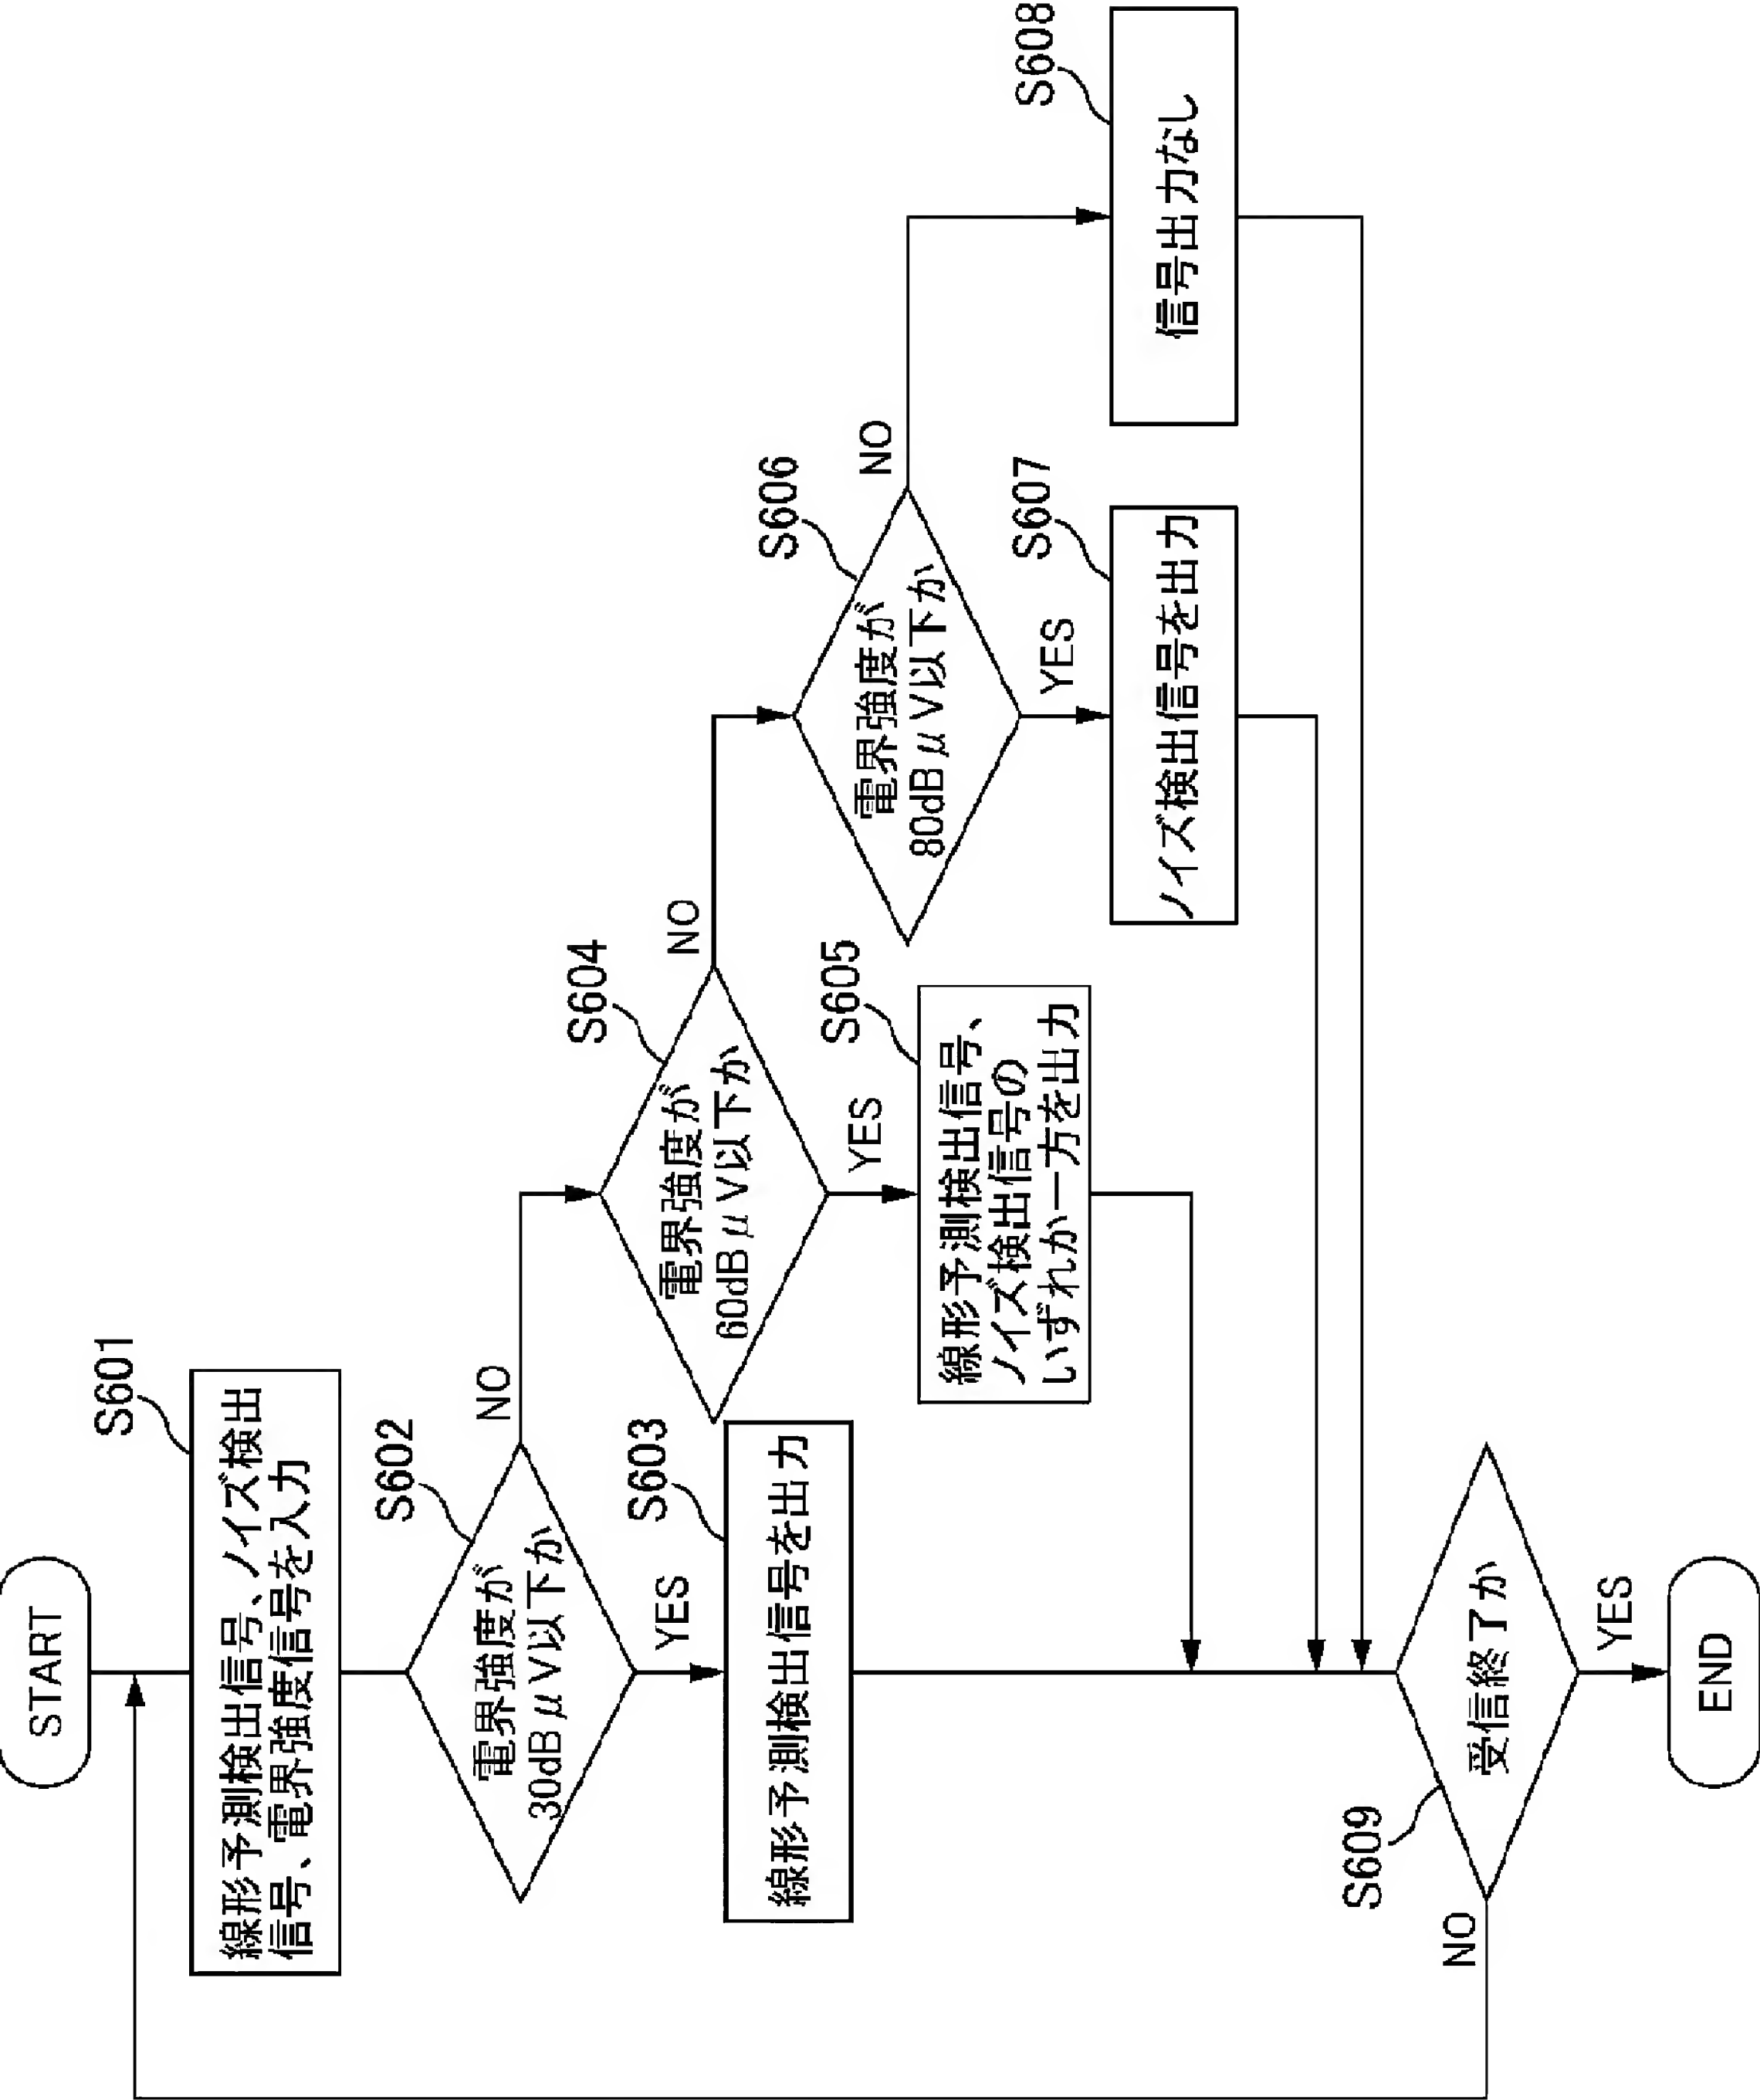 START
S601
線形予測検出信号、ノイズ検出
信号、電界強度信号を入力
S602
電界強度が
30dBμV以下か
NO
YES
S603
線形予測検出信号を出力
S604
電界強度が
60dBμV以下か
NO
YES
S605
線形予測検出信号、
ノイズ検出信号の
いずれか一方を出力
S606
電界強度が
80dBμV以下か
NO
YES
S607
ノイズ検出信号を出力
S608
信号出力なし
S609
受信終了か
NO
YES
END